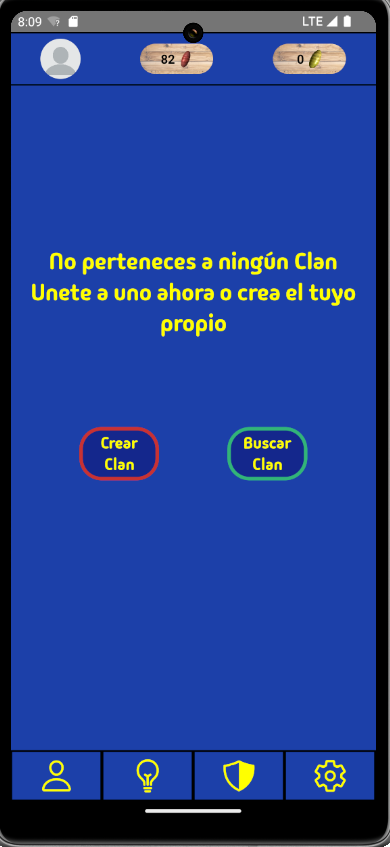 8:09 LTE
82 0
No perteneces a ningún Clan
Unete a uno ahora o crea el tuyo
propio
Crear Buscar
Clan Clan